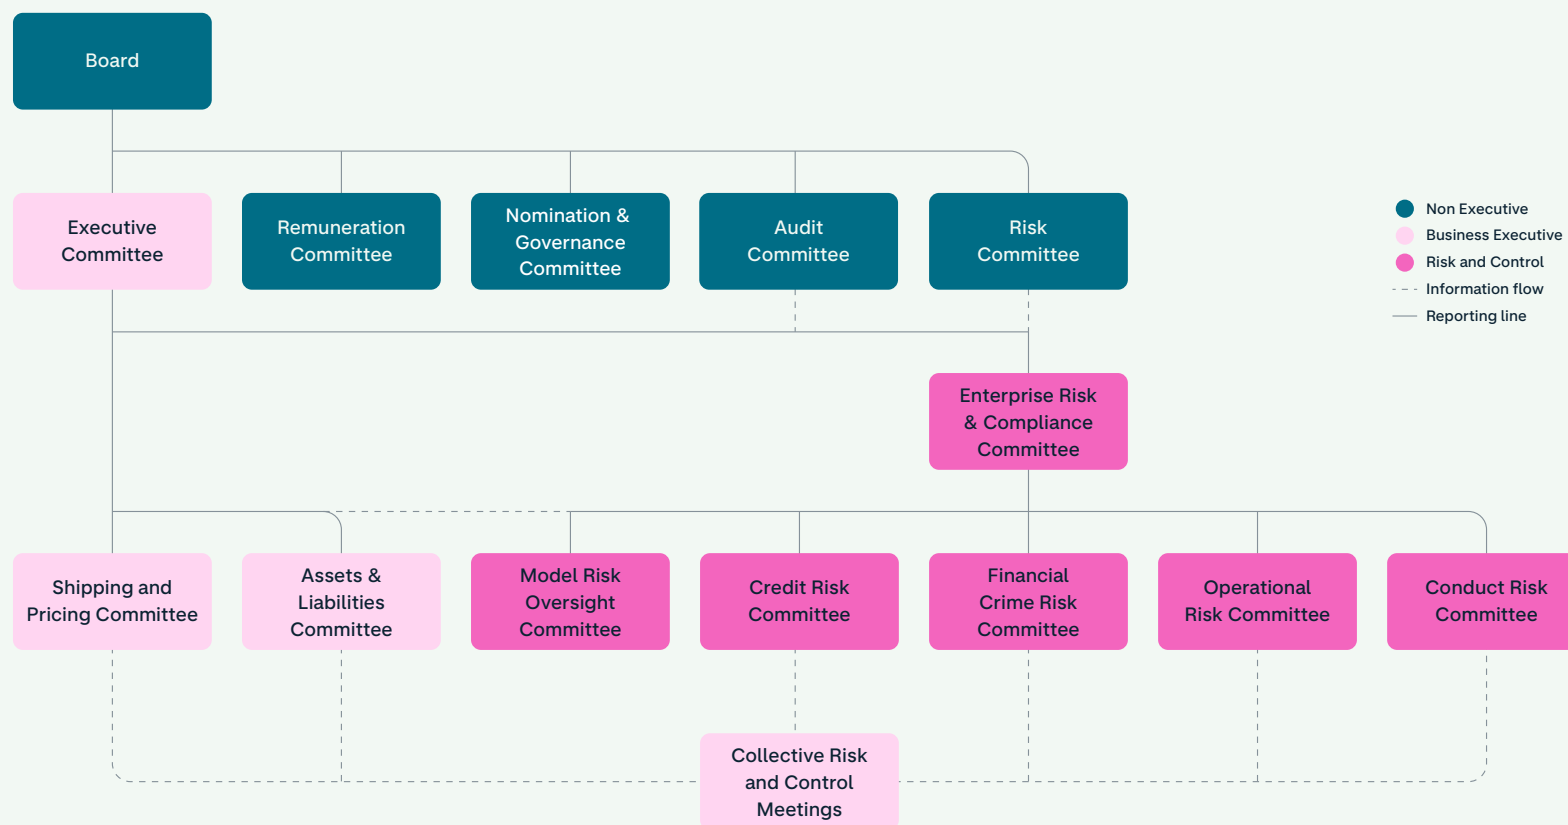 Board
Executive
Committee
Remuneration
Committee
Nomination &
Governance
Committee
Audit
Committee
Risk
Committee
Non Executive
Business Executive
Risk and Control
Information flow
Reporting line
Enterprise Risk
& Compliance
Committee
Shipping and
Pricing Committee
Assets &
Liabilities
Committee
Model Risk
Oversight
Committee
Credit Risk
Committee
Financial
Crime Risk
Committee
Operational
Risk Committee
Conduct Risk
Committee
Collective Risk
and Control
Meetings